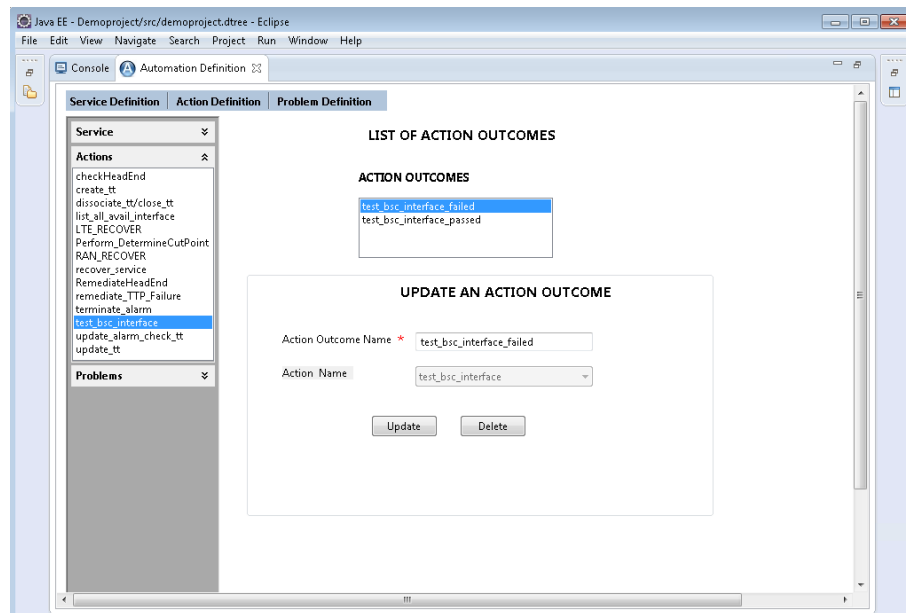 Java EE - Demoproject/src/demoproject.dtree - Eclipse
File Edit View Navigate Search Project Run Window Help
Console Automation Definition
Service Definition Action Definition Problem Definition
Service
Actions
checkHeadEnd
create_tt
dissociate_tt/close_tt
list_all_avail_interface
LTE_RECOVER
Perform_DetermineCutPoint
RAN_RECOVER
recover_service
RemediateHeadEnd
remediate_TTP_Failure
terminate_alarm
test_bsc_interface
update_alarm_check_tt
update_tt
Problems
LIST OF ACTION OUTCOMES
ACTION OUTCOMES
test_bsc_interface_failed
test_bsc_interface_passed
UPDATE AN ACTION OUTCOME
Action Outcome Name * test_bsc_interface_failed
Action Name test_bsc_interface
Update Delete